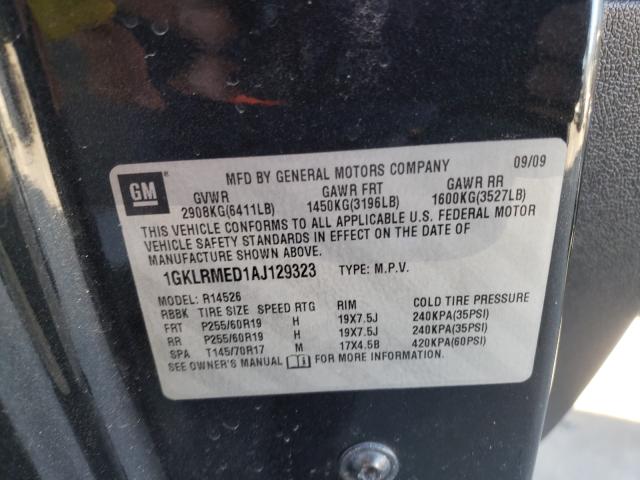 GM
MFD BY GENERAL MOTORS COMPANY 09/09
GVWR GAWR FRT GAWR RR
2908KG(6411LB) 1450KG(3196LB) 1600KG(3527LB)
THIS VEHICLE CONFORMS TO ALL APPLICABLE U.S. FEDERAL MOTOR
VEHICLE SAFETY STANDARDS IN EFFECT ON THE DATE OF
MANUFACTURE SHOWN ABOVE.
1GKLRMED1AJ129323 TYPE: M.P.V.
MODEL: R14526
RBBK TIRE SIZE SPEED RTG RIM COLD TIRE PRESSURE
FRT P255/60R19 H 19X7.5J 240KPA(35PSI)
RR P255/60R19 H 19X7.5J 240KPA(35PSI)
SPA T145/70R17 M 17X4.5B 420KPA(60PSI)
SEE OWNER'S MANUAL FOR MORE INFORMATION